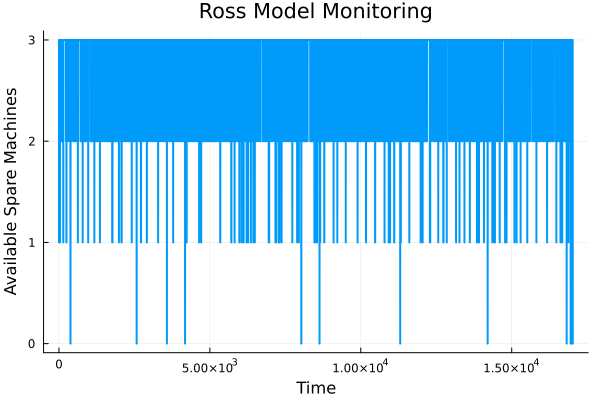 Ross Model Monitoring
Available Spare Machines
3
2
1
0
0
5.00×10³
1.00×10⁴
1.50×10⁴
Time